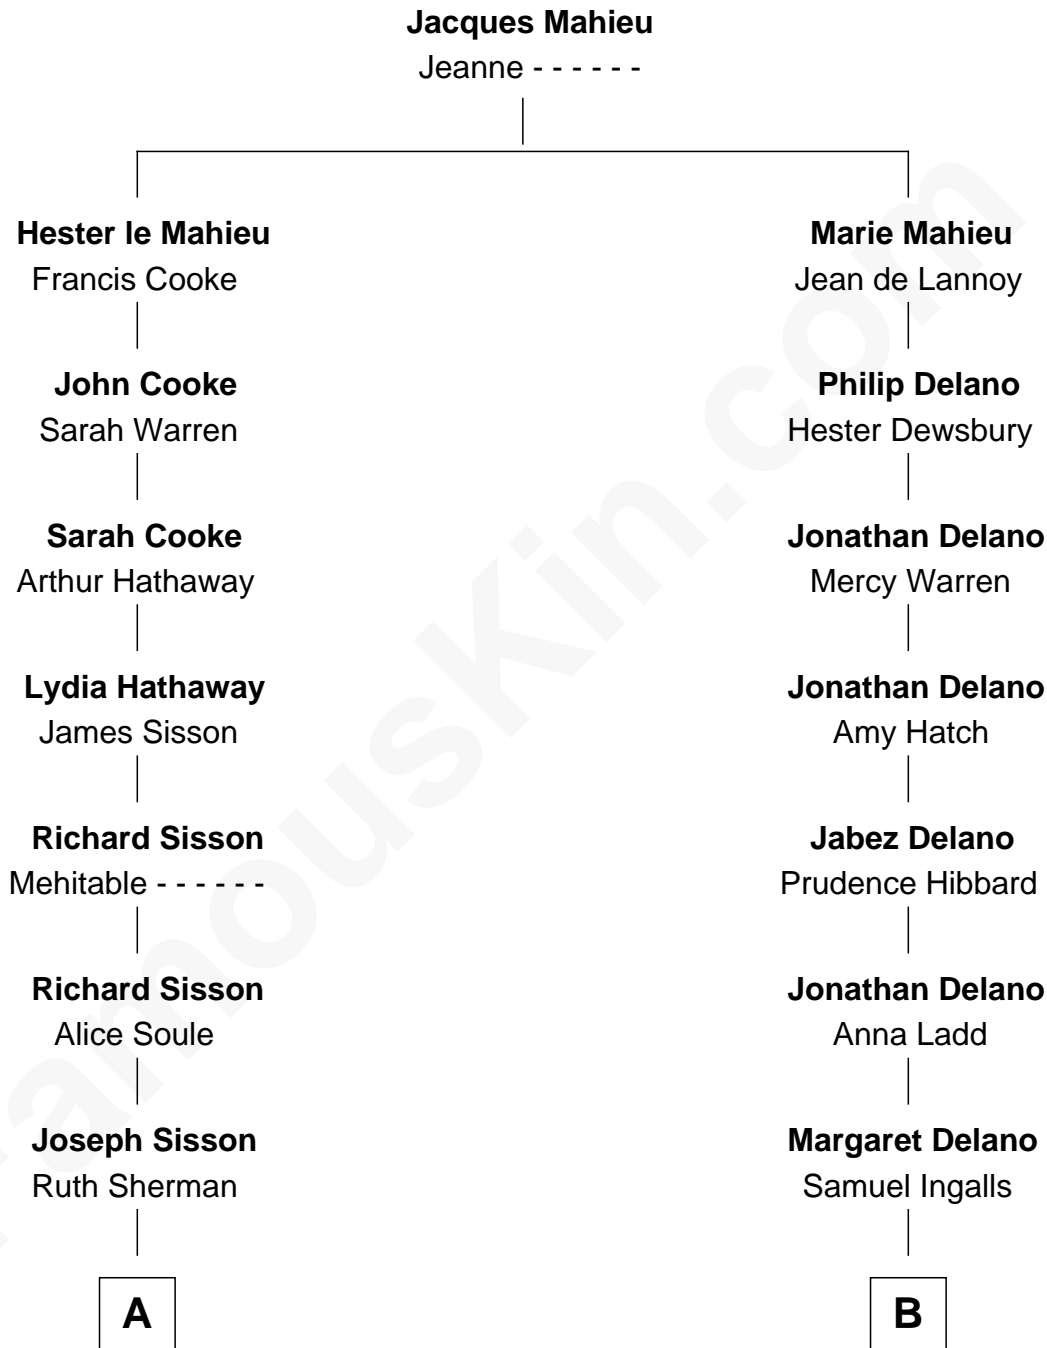 Jacques Mahieu
Jeanne - - - - - -
Hester le Mahieu
Francis Cooke
Marie Mahieu
Jean de Lannoy
John Cooke
Sarah Warren
Philip Delano
Hester Dewsbury
Sarah Cooke
Arthur Hathaway
Jonathan Delano
Mercy Warren
Lydia Hathaway
James Sisson
Jonathan Delano
Amy Hatch
Richard Sisson
Mehitable - - - - - -
Jabez Delano
Prudence Hibbard
Richard Sisson
Alice Soule
Jonathan Delano
Anna Ladd
Joseph Sisson
Ruth Sherman
Margaret Delano
Samuel Ingalls
A
B
FamousKin.com